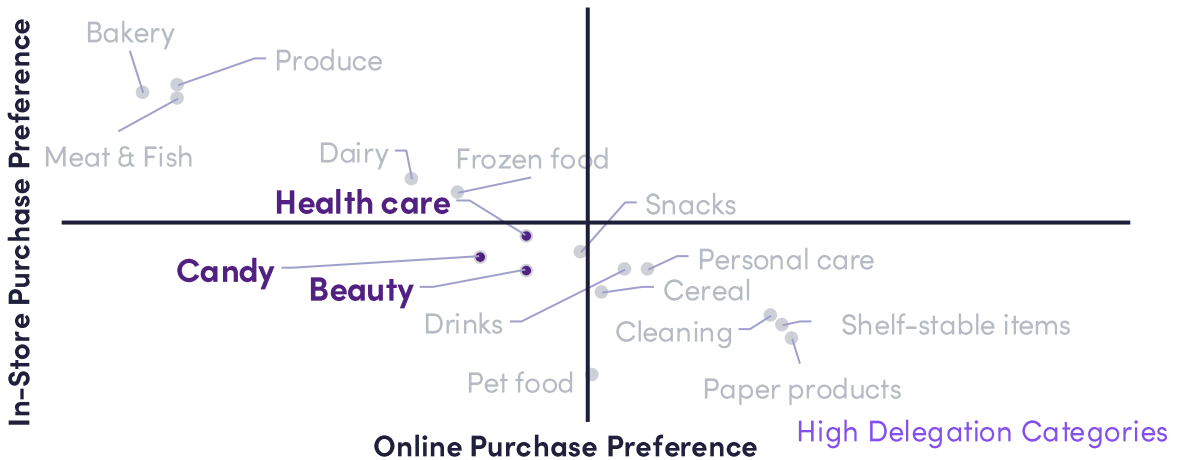 In-Store Purchase Preference
Bakery
Produce
Meat & Fish
Dairy
Frozen food
Health care
Snacks
Candy
Personal care
Beauty
Cereal
Drinks
Cleaning
Shelf-stable items
Pet food
Paper products
High Delegation Categories
Online Purchase Preference